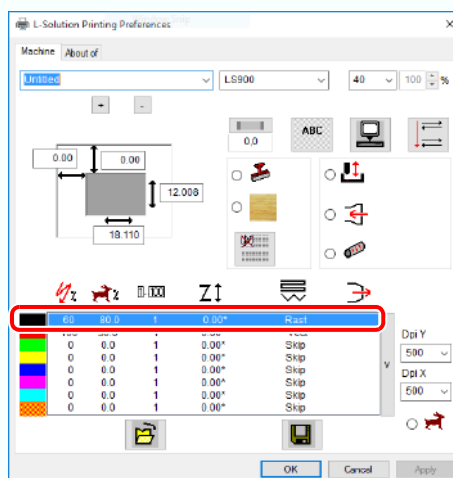 L-Solution Printing Preferences
Machine About of
Untitled LS900 40 100 %
+ -
0,0 ABC
0.00 0.00
12.006
18.110
% %
Z
60 80.0 1 0.00* Rast
0 0.0 1 0.00* Skip
0 0.0 1 0.00* Skip
0 0.0 1 0.00* Skip
0 0.0 1 0.00* Skip
0 0.0 1 0.00* Skip
0 0.0 1 0.00* Skip
Dpi Y
500
V
Dpi X
500
OK Cancel Apply